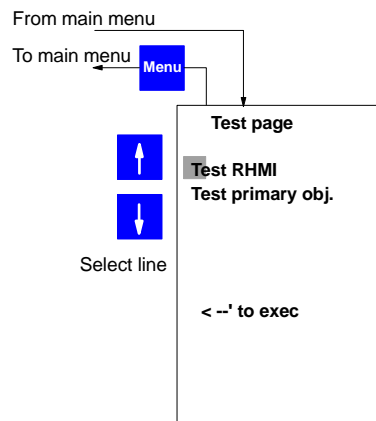 From main menu
To main menu
Menu
Test page
Test RHMI
Test primary obj.
Select line
< --' to exec